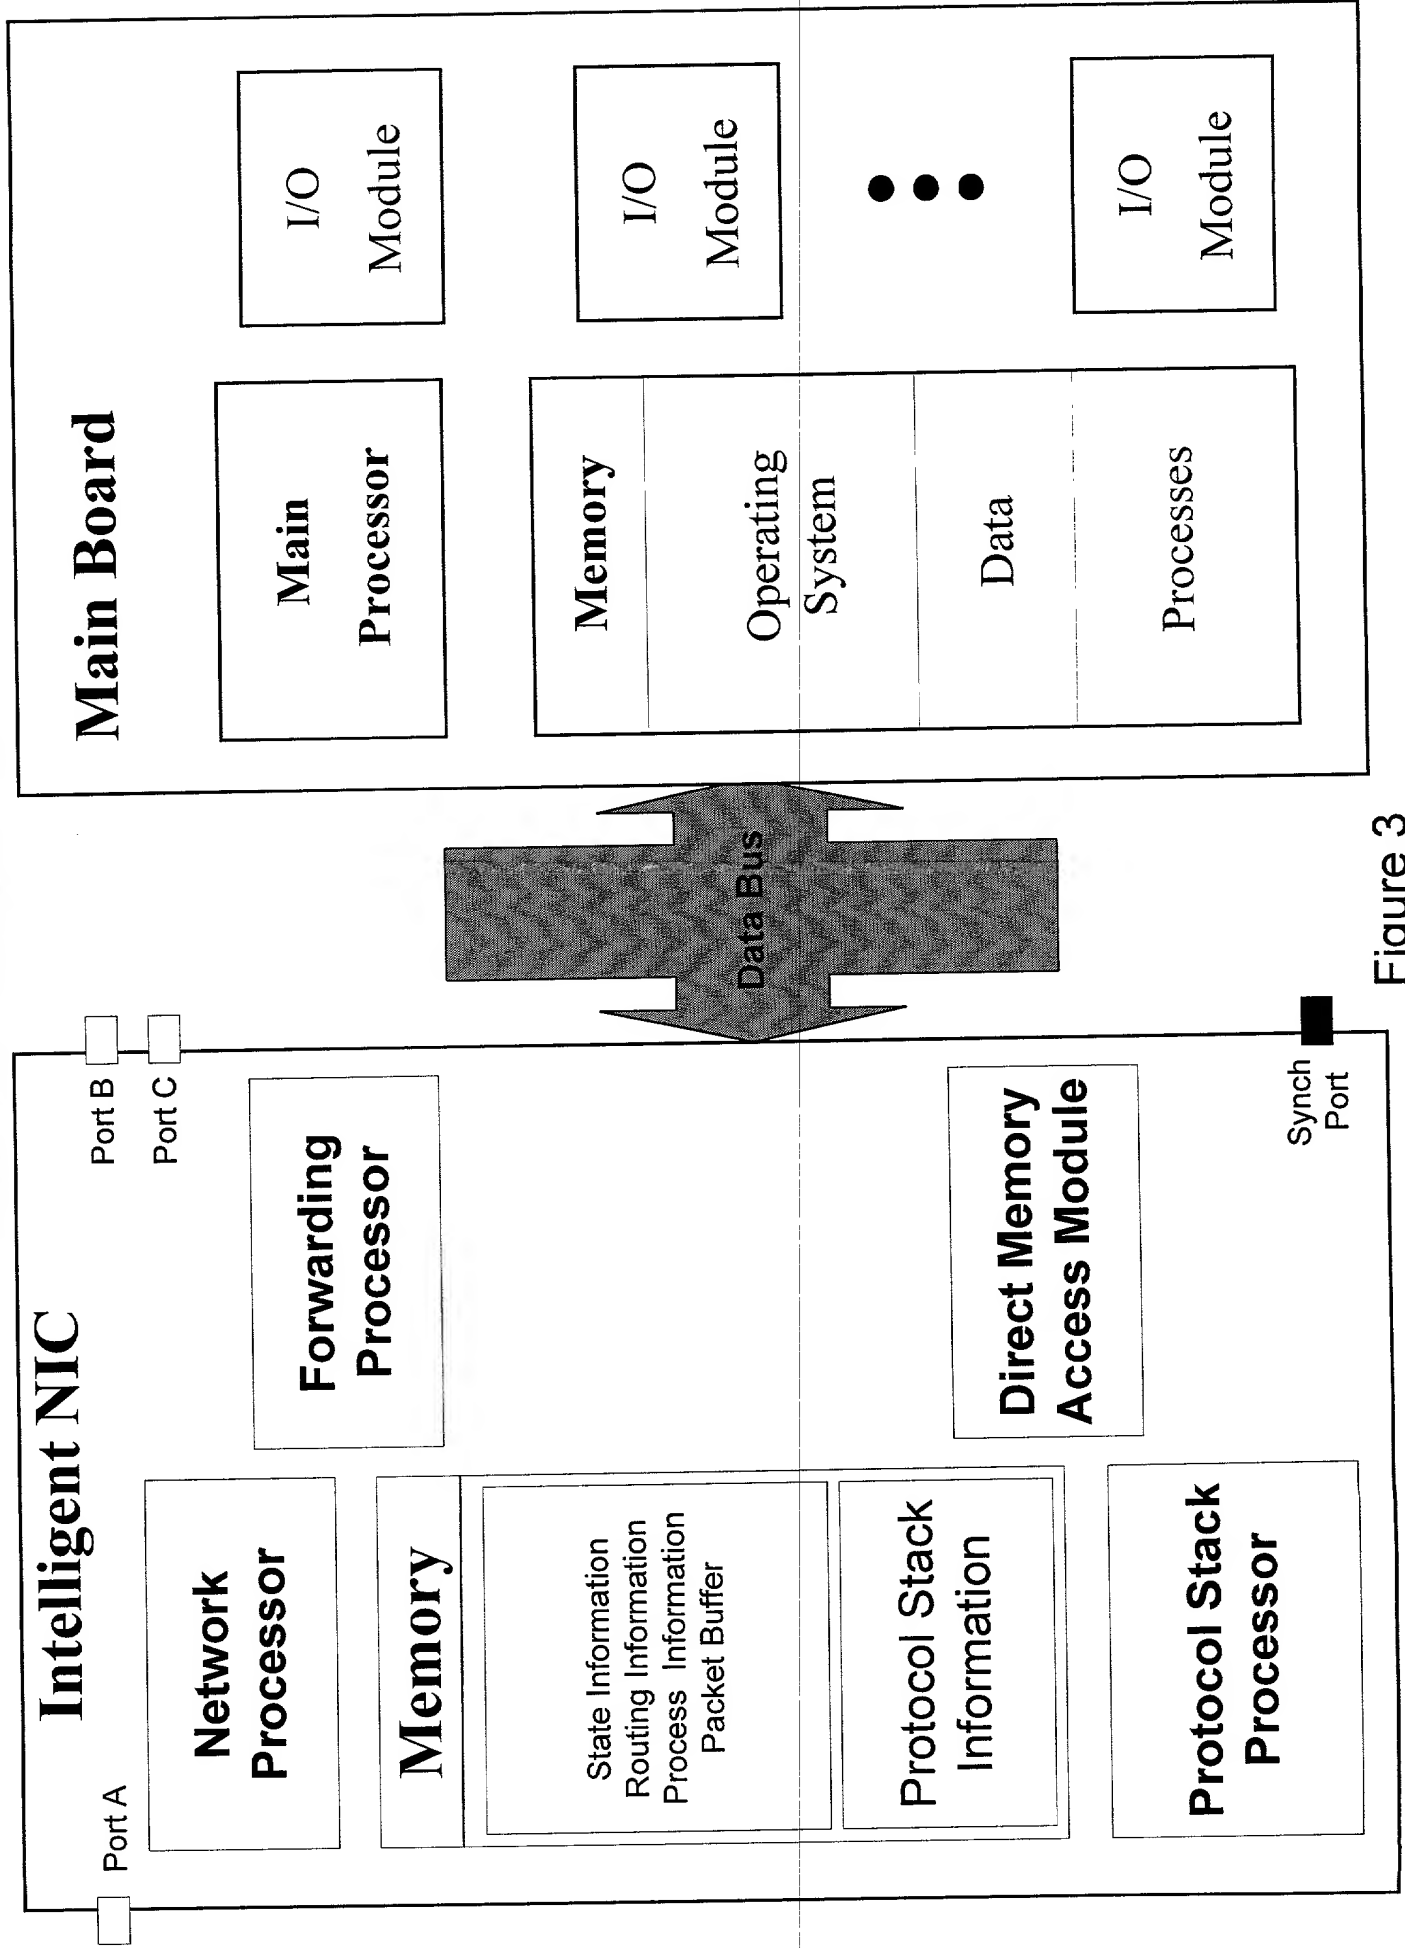 Intelligent NIC
Port A
Port B
Port C
Network
Processor
Forwarding
Processor
Memory
State Information
Routing Information
Process Information
Packet Buffer
Protocol Stack
Information
Direct Memory
Access Module
Protocol Stack
Processor
Synch
Port
Data Bus
Main Board
Main
Processor
I/O
Module
Memory
Operating
System
Data
Processes
I/O
Module
I/O
Module
Figure 3